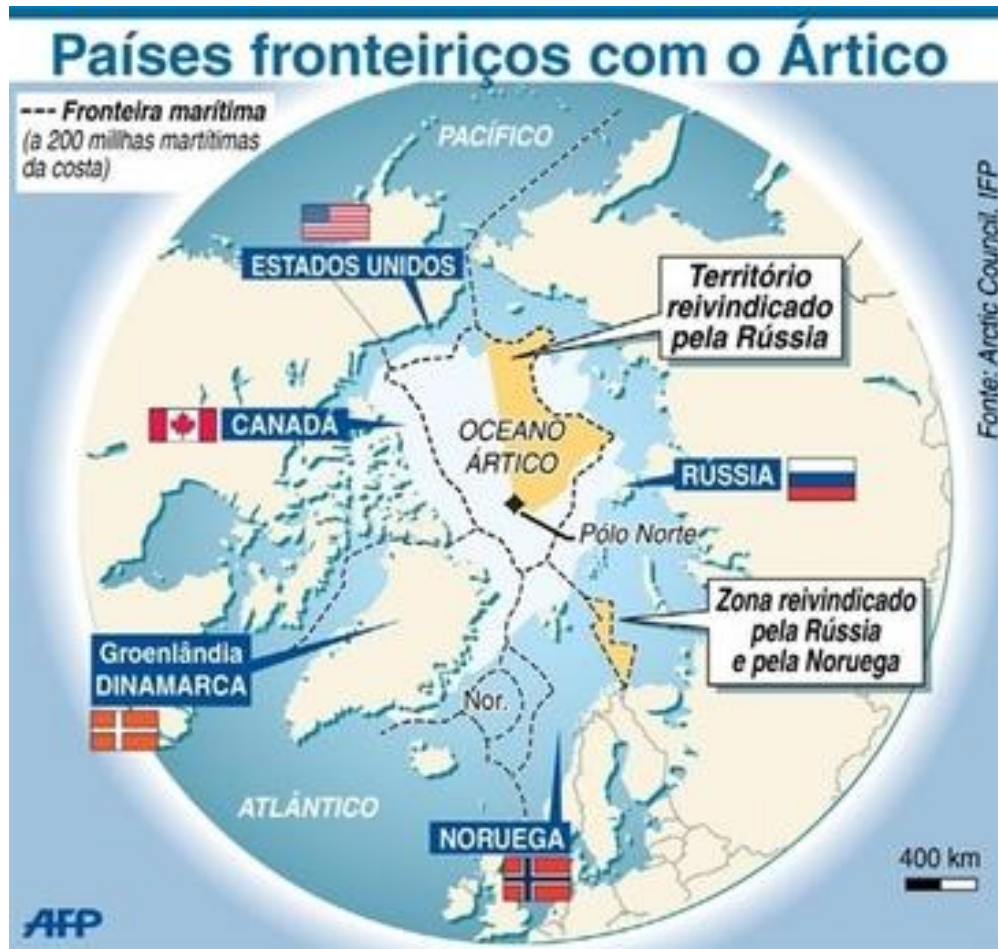 Países fronteiriços com o Ártico
--- Fronteira marítima
(a 200 millhas martítimas
da costa)
PACÍFICO
Fonte: Arctic Council, IFP
ESTADOS UNIDOS
Território
reivindicado
pela Rússia
CANADÁ
OCEANO
ÁRTICO
RÚSSIA
Pólo Norte
Zona reivindicado
pela Rússia
e pela Noruega
Groenlândia
DINAMARCA
Nor.
ATLÁNTICO
NORUEGA
400 km
AFP